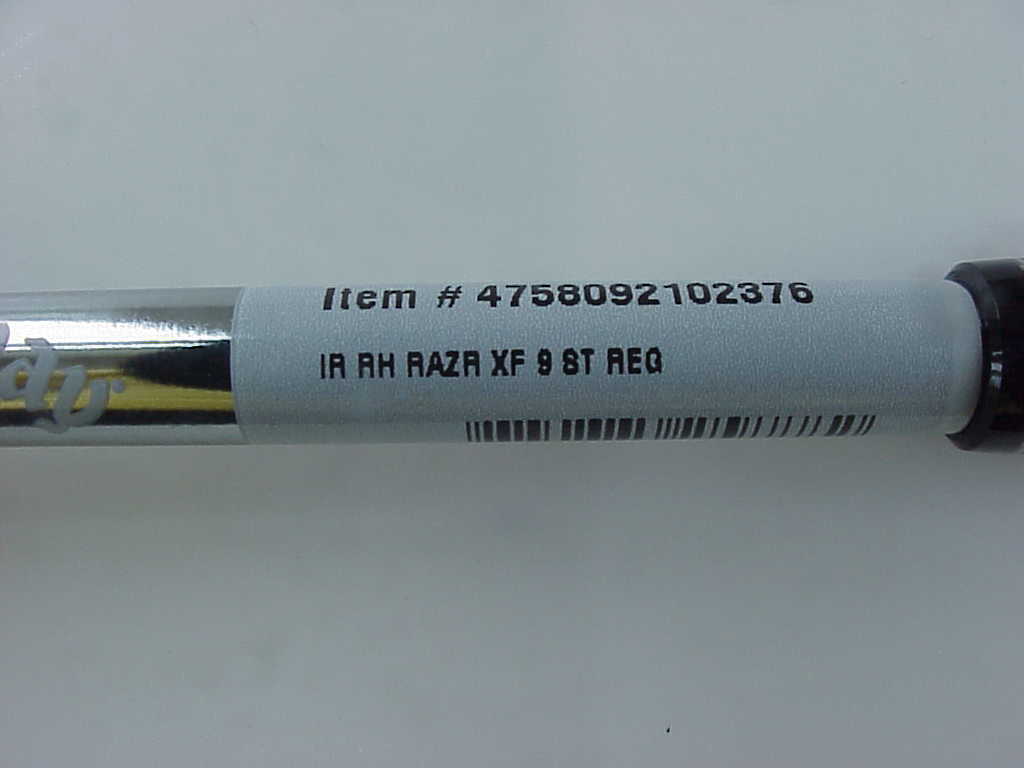 Item # 4758092102376
IR RH RAZR XF 9 ST REG